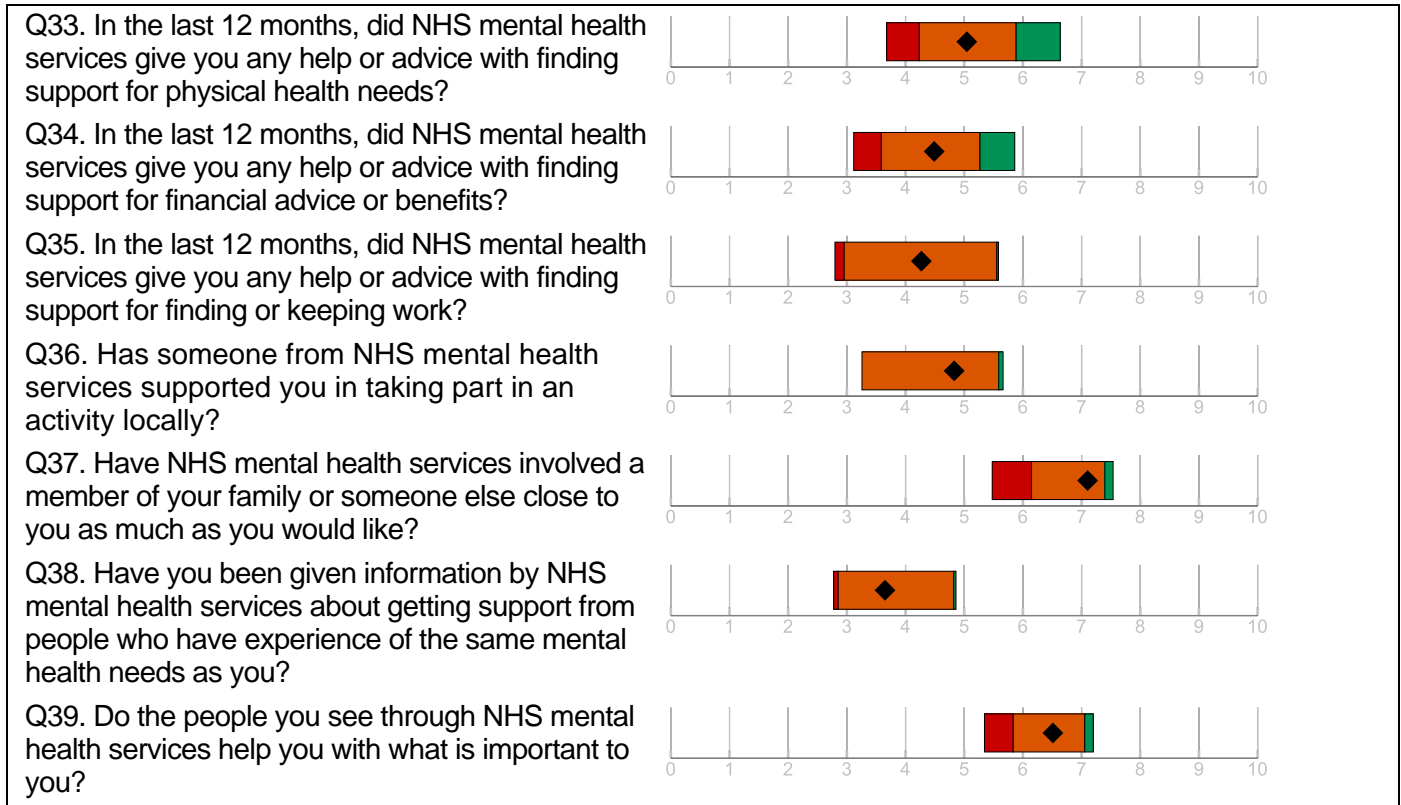 Q33. In the last 12 months, did NHS mental health
services give you any help or advice with finding
support for physical health needs?
0 1 2 3 4 5 6 7 8 9 10
Q34. In the last 12 months, did NHS mental health
services give you any help or advice with finding
support for financial advice or benefits?
0 1 2 3 4 5 6 7 8 9 10
Q35. In the last 12 months, did NHS mental health
services give you any help or advice with finding
support for finding or keeping work?
0 1 2 3 4 5 6 7 8 9 10
Q36. Has someone from NHS mental health
services supported you in taking part in an
activity locally?
0 1 2 3 4 5 6 7 8 9 10
Q37. Have NHS mental health services involved a
member of your family or someone else close to
you as much as you would like?
0 1 2 3 4 5 6 7 8 9 10
Q38. Have you been given information by NHS
mental health services about getting support from
people who have experience of the same mental
health needs as you?
0 1 2 3 4 5 6 7 8 9 10
Q39. Do the people you see through NHS mental
health services help you with what is important to
you?
0 1 2 3 4 5 6 7 8 9 10